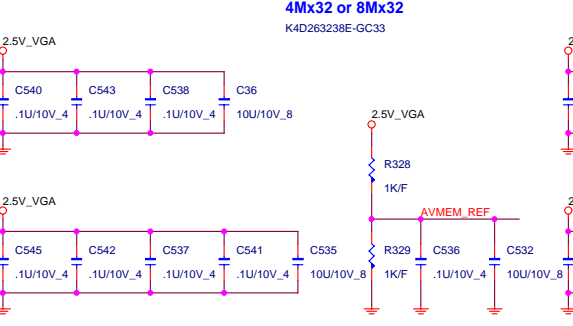 4Mx32 or 8Mx32
K4D263238E-GC33
2.5V_VGA
2
C540
C543
C538
C36
.1U/10V_4
.1U/10V_4
.1U/10V_4
10U/10V_8
2.5V_VGA
R328
1K/F
2.5V_VGA
2
AVMEM_REF
C545
C542
C537
C541
C535
R329
C536
C532
.1U/10V_4
.1U/10V_4
.1U/10V_4
.1U/10V_4
10U/10V_8
1K/F
.1U/10V_4
10U/10V_8